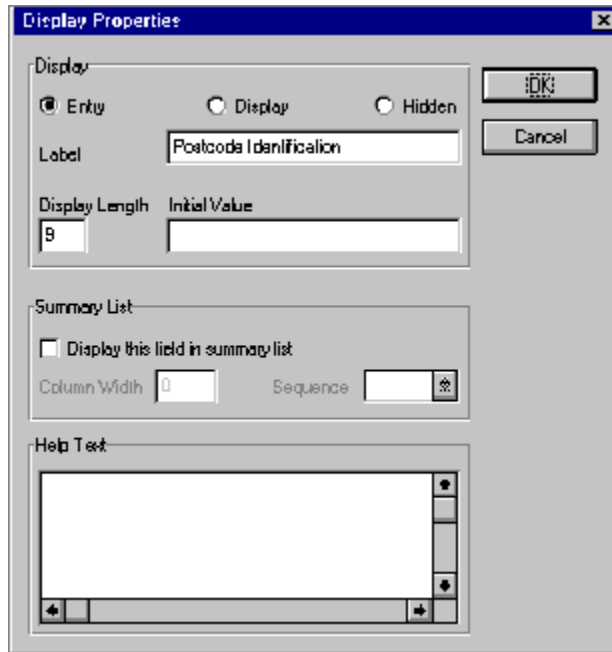 Display Properties
Display
Entry Display Hidden
Label Postcode Identification
Display Length Initial Value
9
OK
Cancel
Summary List
Display this field in summary list
Column Width 0 Sequence
Help Text